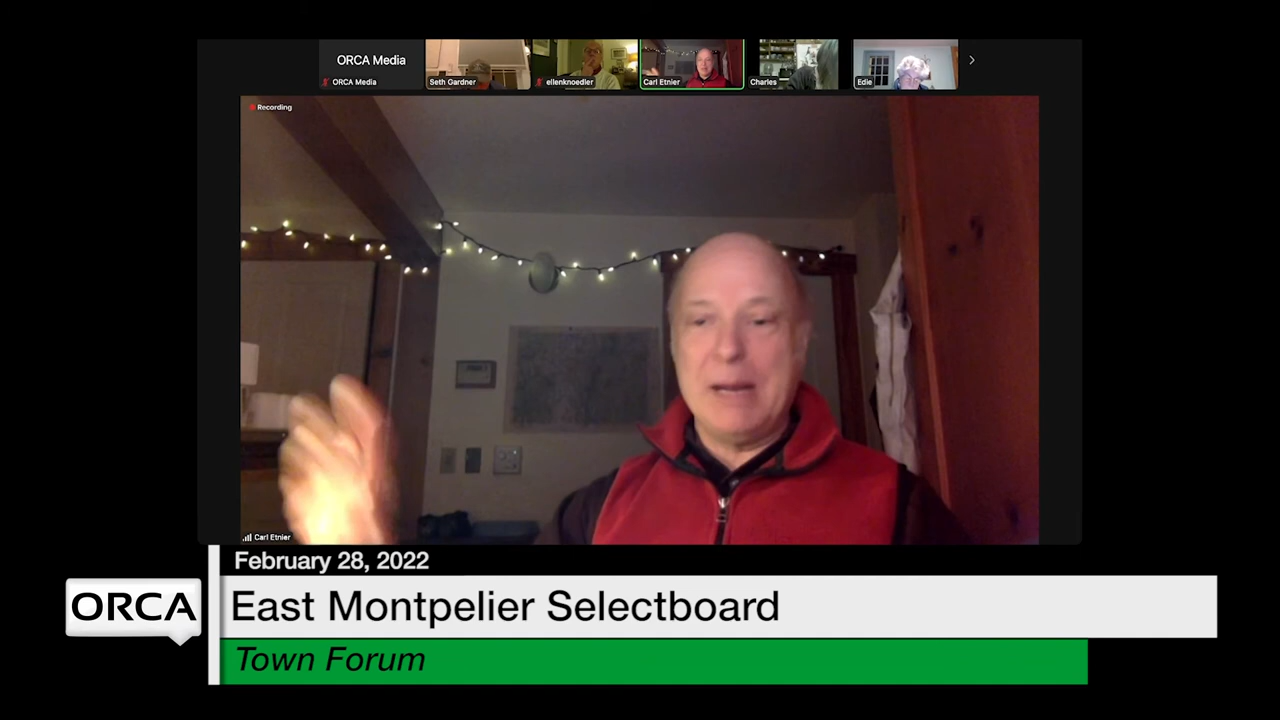 ORCA Media
ORCA Media
Seth Gardner
ellenknoedler
Carl Etnier
Charles
Edie
Recording
Carl Etnier
February 28, 2022
ORCA
East Montpelier Selectboard
Town Forum